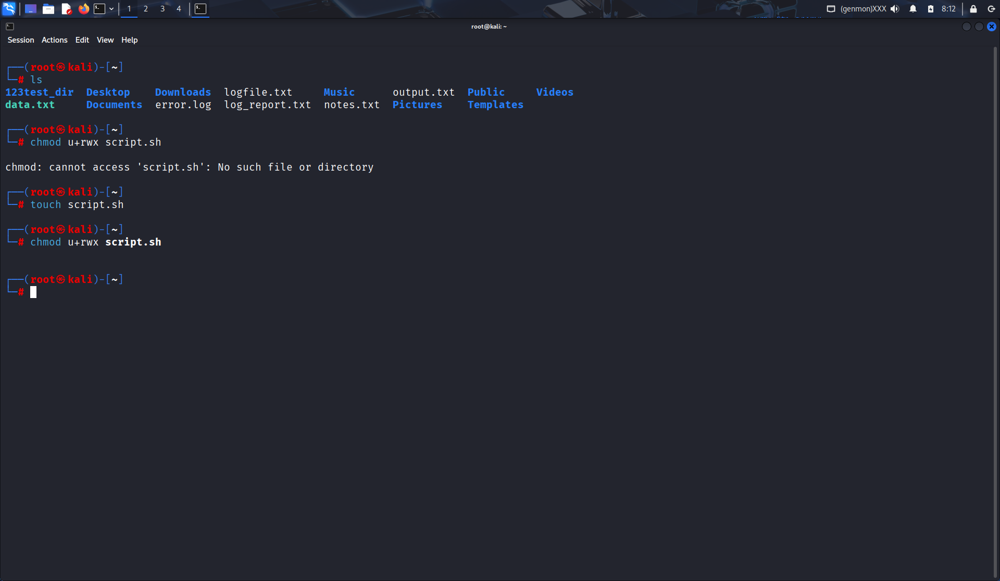 1 2 3 4 (genmon)XXX 8:12
root@kali: ~
Session Actions Edit View Help
┌──(root㉿kali)-[~]
└─# ls
123test_dir Desktop Downloads logfile.txt Music output.txt Public Videos
data.txt Documents error.log log_report.txt notes.txt Pictures Templates
┌──(root㉿kali)-[~]
└─# chmod u+rwx script.sh
chmod: cannot access 'script.sh': No such file or directory
┌──(root㉿kali)-[~]
└─# touch script.sh
┌──(root㉿kali)-[~]
└─# chmod u+rwx script.sh
┌──(root㉿kali)-[~]
└─#